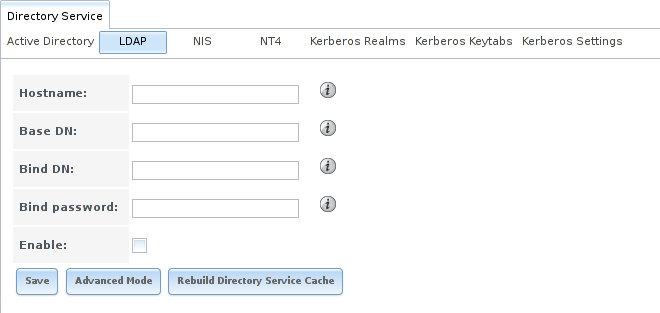 Directory Service
Active Directory LDAP NIS NT4 Kerberos Realms Kerberos Keytabs Kerberos Settings
Hostname:
Base DN:
Bind DN:
Bind password:
Enable:
Save Advanced Mode Rebuild Directory Service Cache